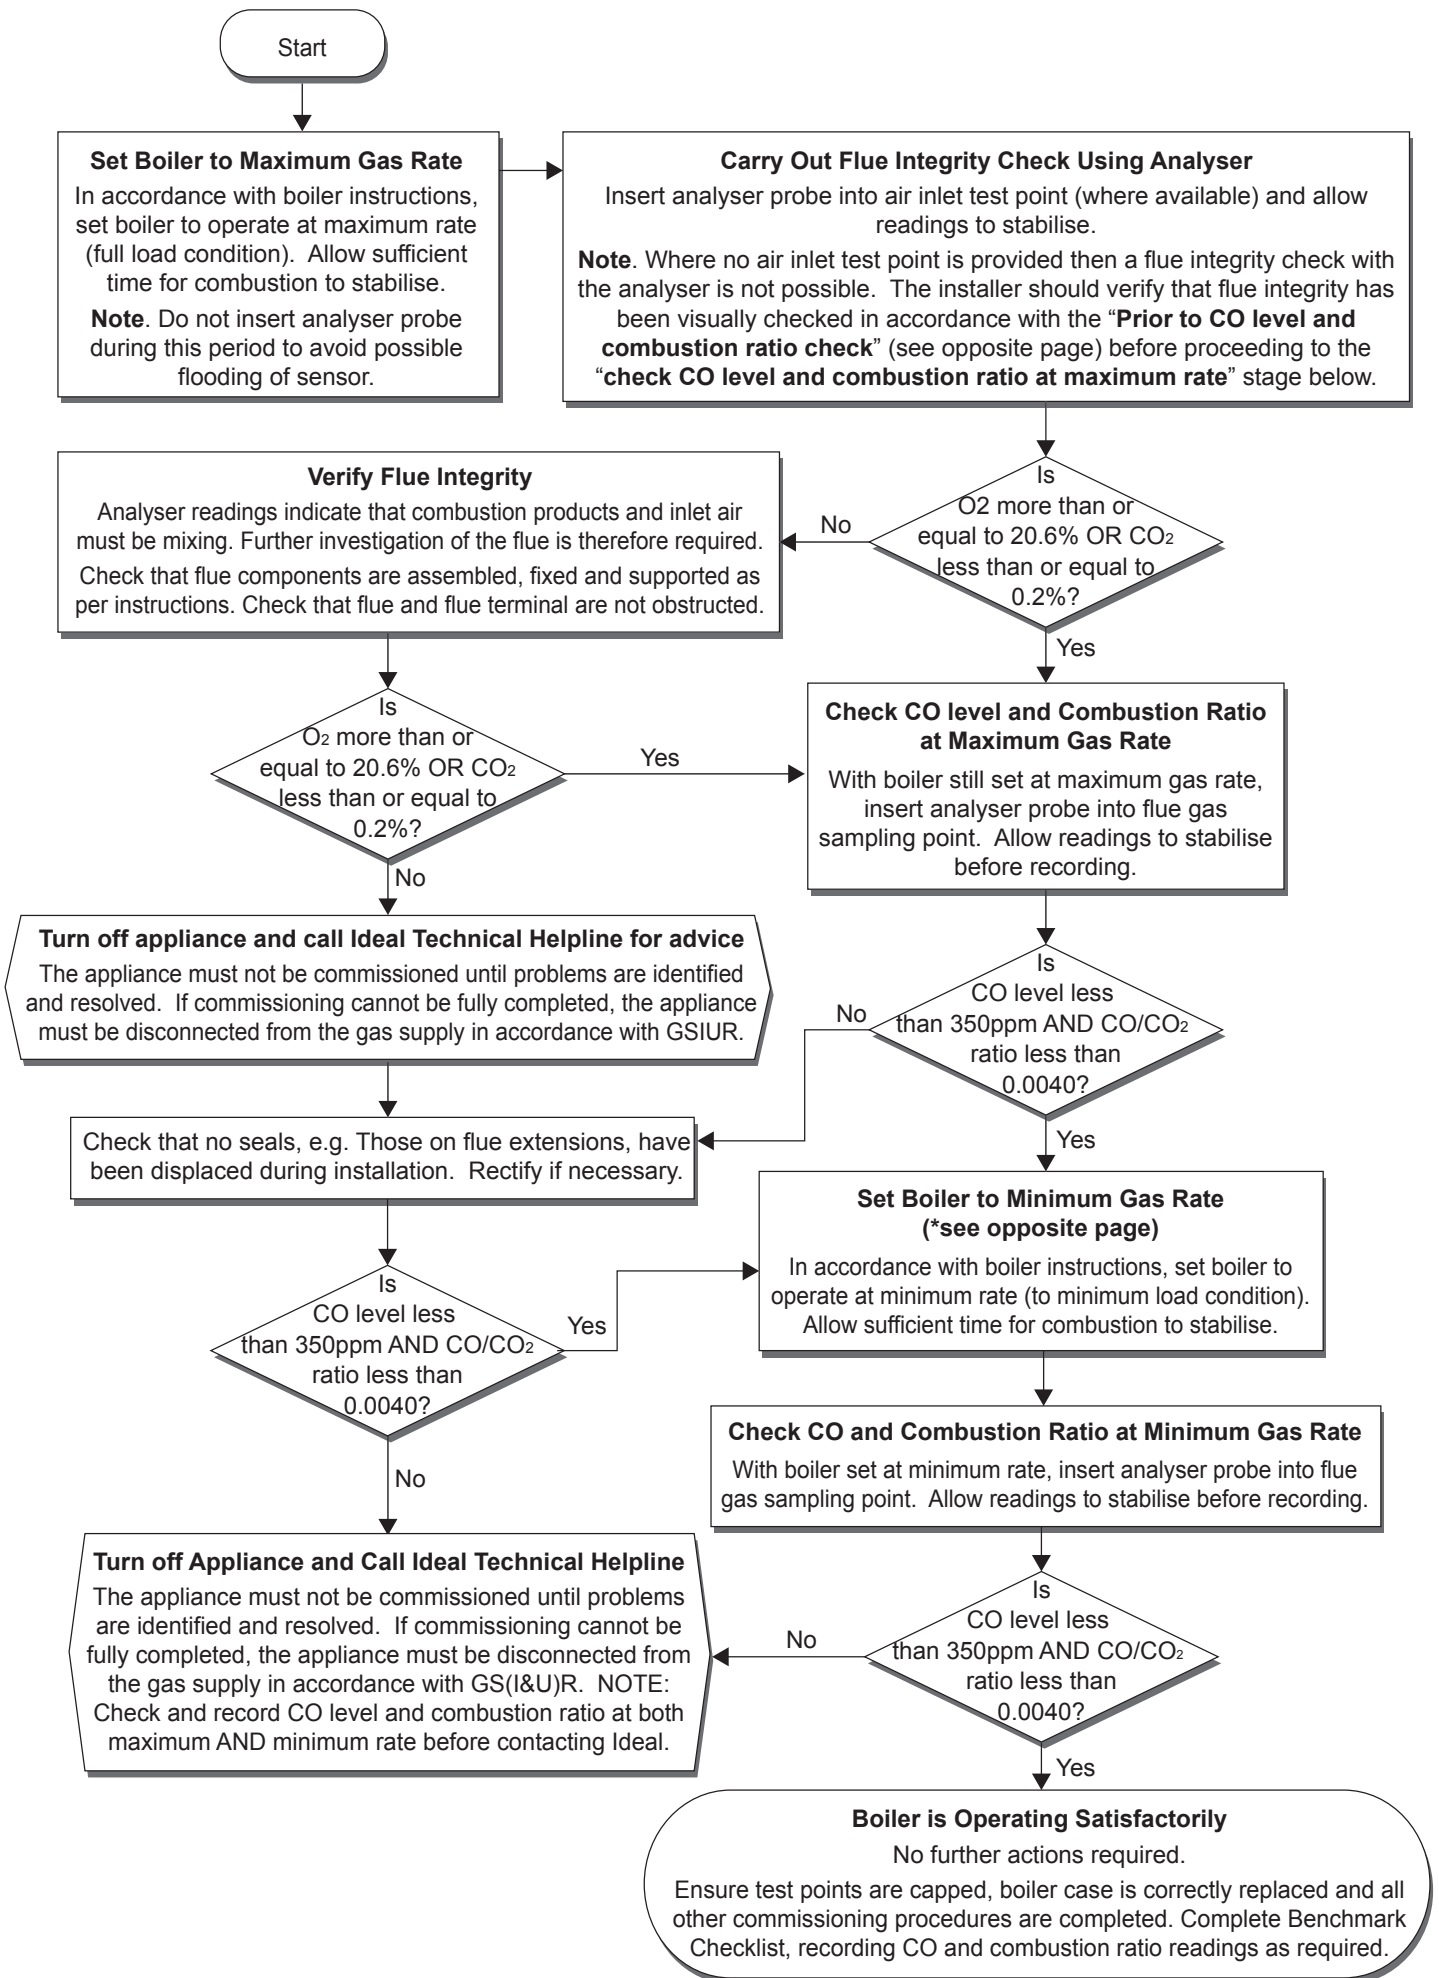 Start
Set Boiler to Maximum Gas Rate
In accordance with boiler instructions,
set boiler to operate at maximum rate
(full load condition). Allow sufficient
time for combustion to stabilise.
Note. Do not insert analyser probe
during this period to avoid possible
flooding of sensor.
Carry Out Flue Integrity Check Using Analyser
Insert analyser probe into air inlet test point (where available) and allow
readings to stabilise.
Note. Where no air inlet test point is provided then a flue integrity check with
the analyser is not possible. The installer should verify that flue integrity has
been visually checked in accordance with the “Prior to CO level and
combustion ratio check” (see opposite page) before proceeding to the
“check CO level and combustion ratio at maximum rate” stage below.
Is
O2 more than or
equal to 20.6% OR CO2
less than or equal to
0.2%?
No
Yes
Verify Flue Integrity
Analyser readings indicate that combustion products and inlet air
must be mixing. Further investigation of the flue is therefore required.
Check that flue components are assembled, fixed and supported as
per instructions. Check that flue and flue terminal are not obstructed.
Is
O2 more than or
equal to 20.6% OR CO2
less than or equal to
0.2%?
Yes
No
Check CO level and Combustion Ratio
at Maximum Gas Rate
With boiler still set at maximum gas rate,
insert analyser probe into flue gas
sampling point. Allow readings to stabilise
before recording.
Turn off appliance and call Ideal Technical Helpline for advice
The appliance must not be commissioned until problems are identified
and resolved. If commissioning cannot be fully completed, the appliance
must be disconnected from the gas supply in accordance with GSIUR.
Is
CO level less
than 350ppm AND CO/CO2
ratio less than
0.0040?
No
Yes
Check that no seals, e.g. Those on flue extensions, have
been displaced during installation. Rectify if necessary.
Set Boiler to Minimum Gas Rate
(*see opposite page)
In accordance with boiler instructions, set boiler to
operate at minimum rate (to minimum load condition).
Allow sufficient time for combustion to stabilise.
Is
CO level less
than 350ppm AND CO/CO2
ratio less than
0.0040?
Yes
No
Check CO and Combustion Ratio at Minimum Gas Rate
With boiler set at minimum rate, insert analyser probe into flue
gas sampling point. Allow readings to stabilise before recording.
Turn off Appliance and Call Ideal Technical Helpline
The appliance must not be commissioned until problems
are identified and resolved. If commissioning cannot be
fully completed, the appliance must be disconnected from
the gas supply in accordance with GS(I&U)R. NOTE:
Check and record CO level and combustion ratio at both
maximum AND minimum rate before contacting Ideal.
Is
CO level less
than 350ppm AND CO/CO2
ratio less than
0.0040?
No
Yes
Boiler is Operating Satisfactorily
No further actions required.
Ensure test points are capped, boiler case is correctly replaced and all
other commissioning procedures are completed. Complete Benchmark
Checklist, recording CO and combustion ratio readings as required.